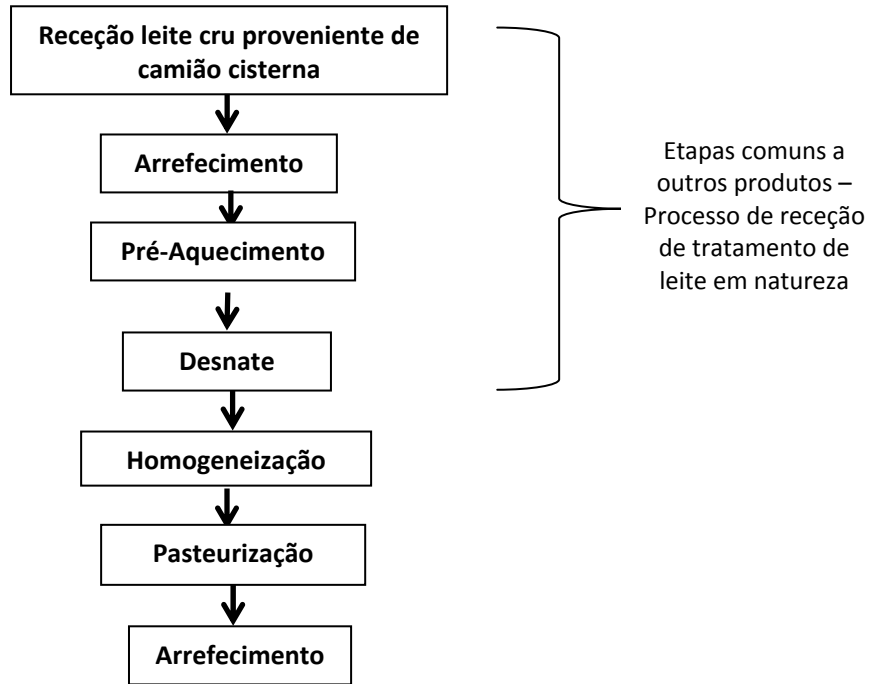 Receção leite cru proveniente de
camião cisterna
Arrefecimento
Pré-Aquecimento
Desnate
Homogeneização
Pasteurização
Arrefecimento
Etapas comuns a
outros produtos –
Processo de receção
de tratamento de
leite em natureza